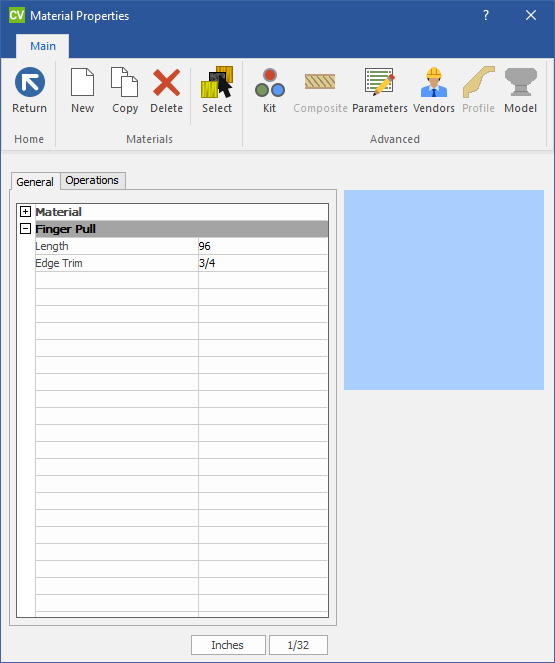 CV Material Properties ?
Main
Return New Copy Delete Select Kit Composite Parameters Vendors Profile Model
Home Materials Advanced
General Operations
Material
Finger Pull
Length 96
Edge Trim 3/4
Inches 1/32